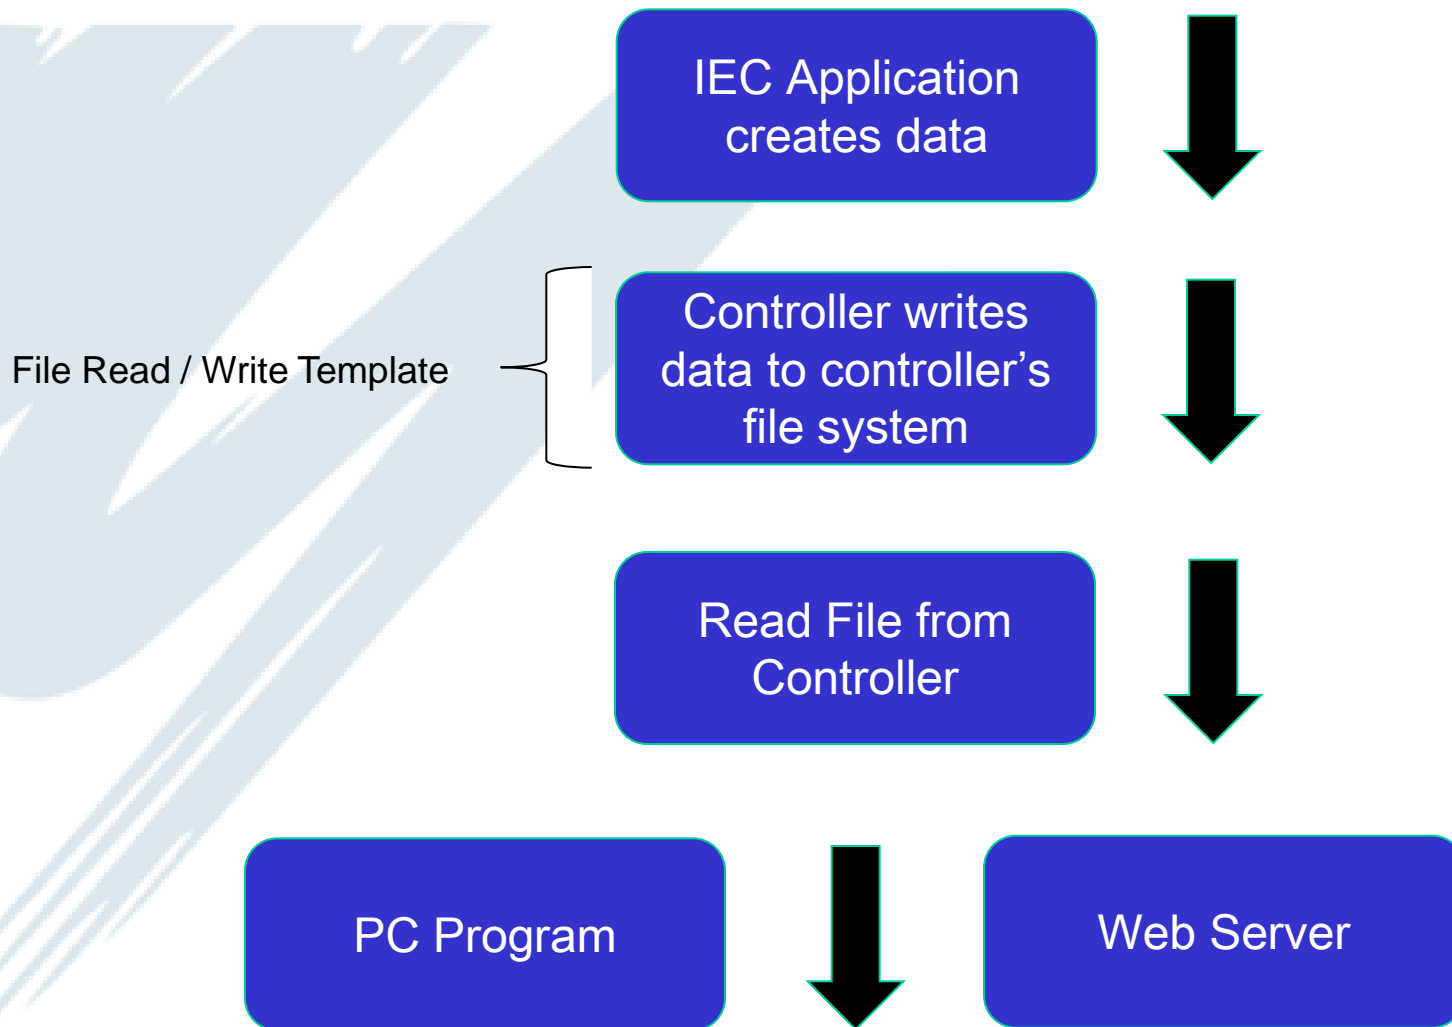 IEC Application
creates data
File Read / Write Template
Controller writes
data to controller’s
file system
Read File from
Controller
PC Program
Web Server